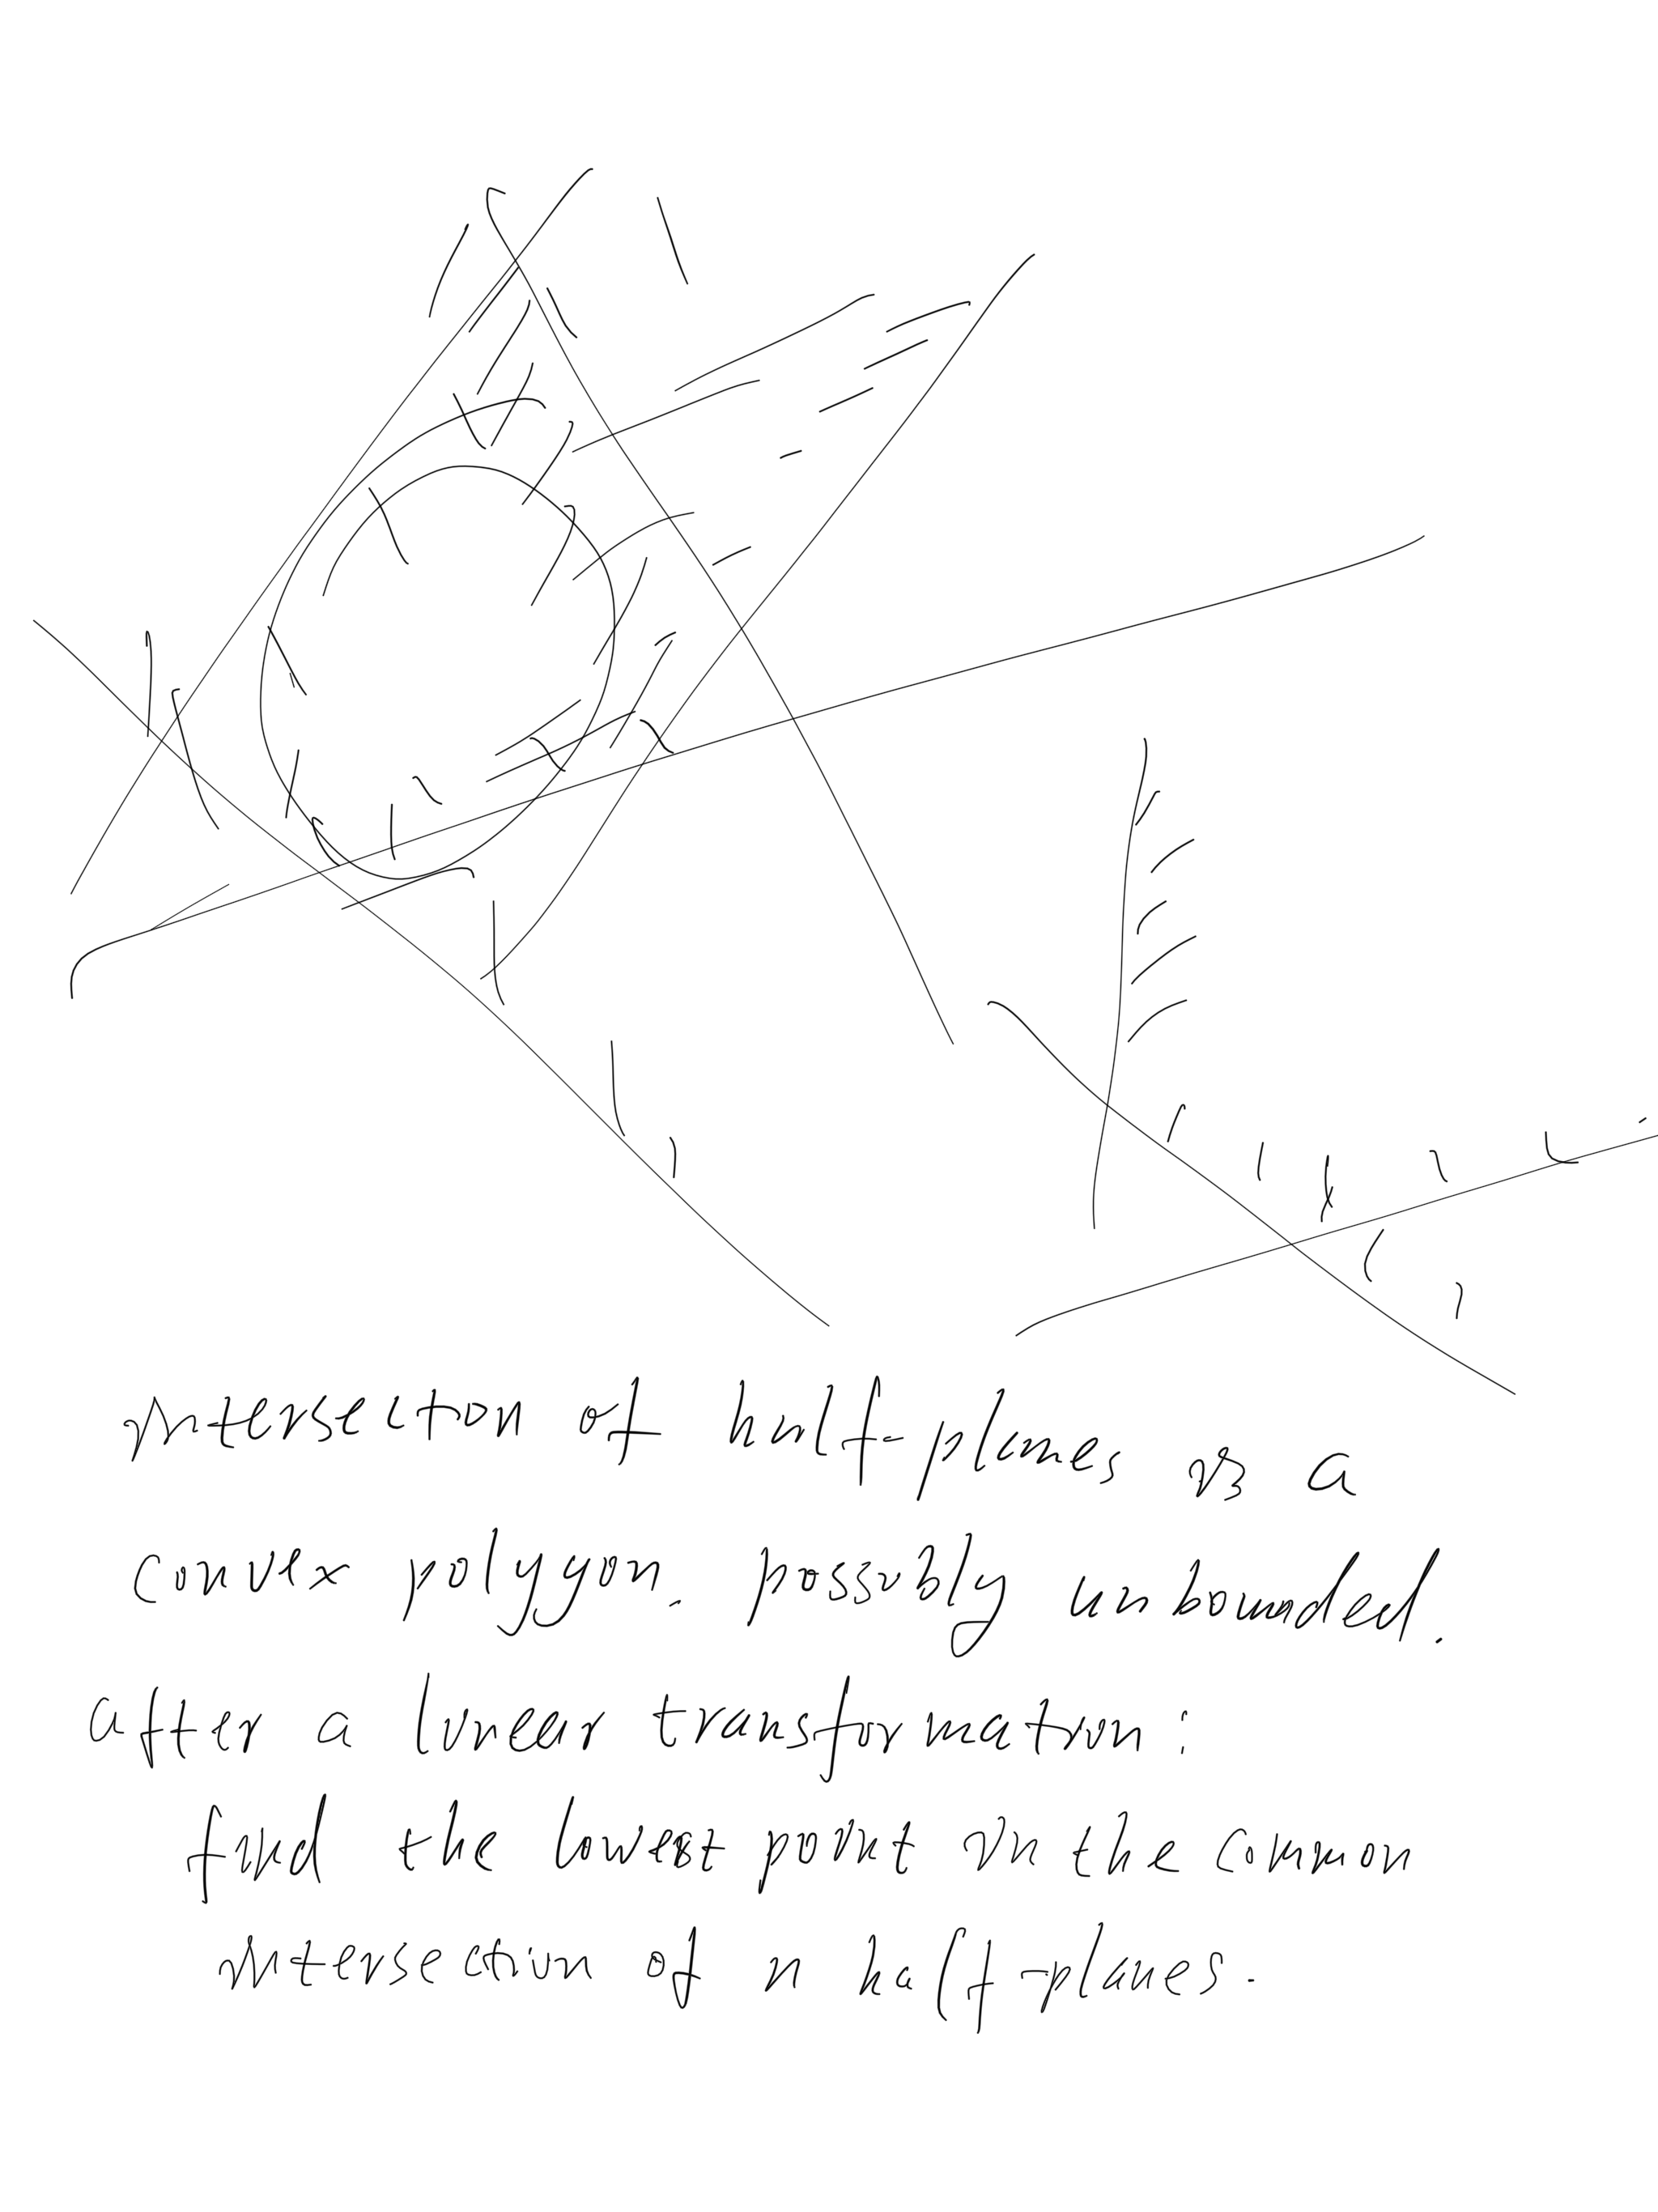 intersection of half-planes is a
convex polygon. possibly unbounded.
after a linear transformation:
find the lowest point in the common
intersection of n half-planes.